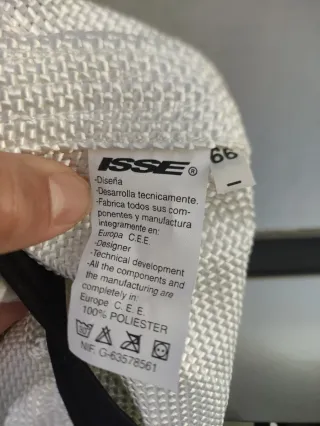 ISSE®
-Diseña
-Desarrolla tecnicamente.
-Fabrica todos sus com-
ponentes y manufactura
integramente en:
Europa C.E.E.
-Designer
-Technical development
-All the components and
the manufacturing are
completely in:
Europe C. E. E.
100% POLIESTER
NIF. G-63578561
66